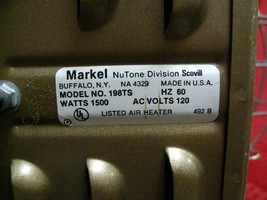 Markel NuTone Division Scovill
BUFFALO, N.Y. NA 4329 MADE IN U.S.A.
MODEL NO. 198TS HZ 60
WATTS 1500 AC VOLTS 120
UL LISTED AIR HEATER 492 B